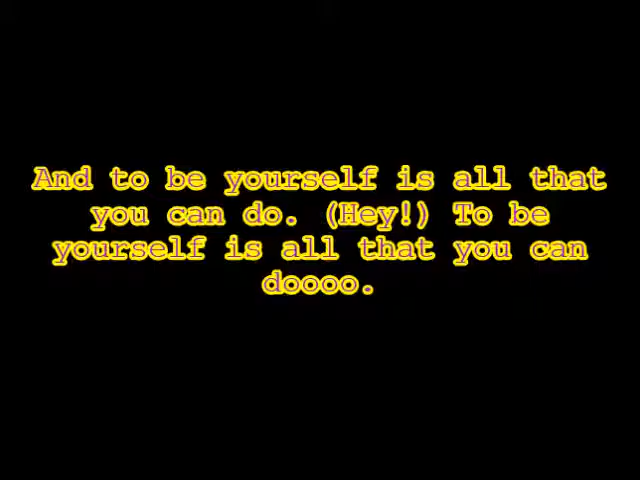 And to be yourself is all that
you can do. (Hey!) To be
yourself is all that you can
doooo.